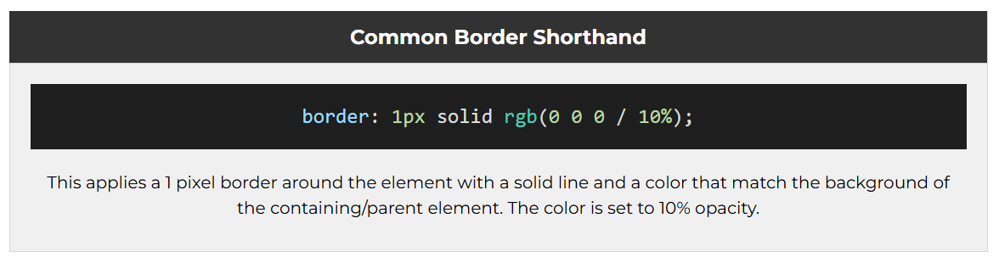 Common Border Shorthand
border: 1px solid rgb(0 0 0 / 10%);
This applies a 1 pixel border around the element with a solid line and a color that match the background of
the containing/parent element. The color is set to 10% opacity.